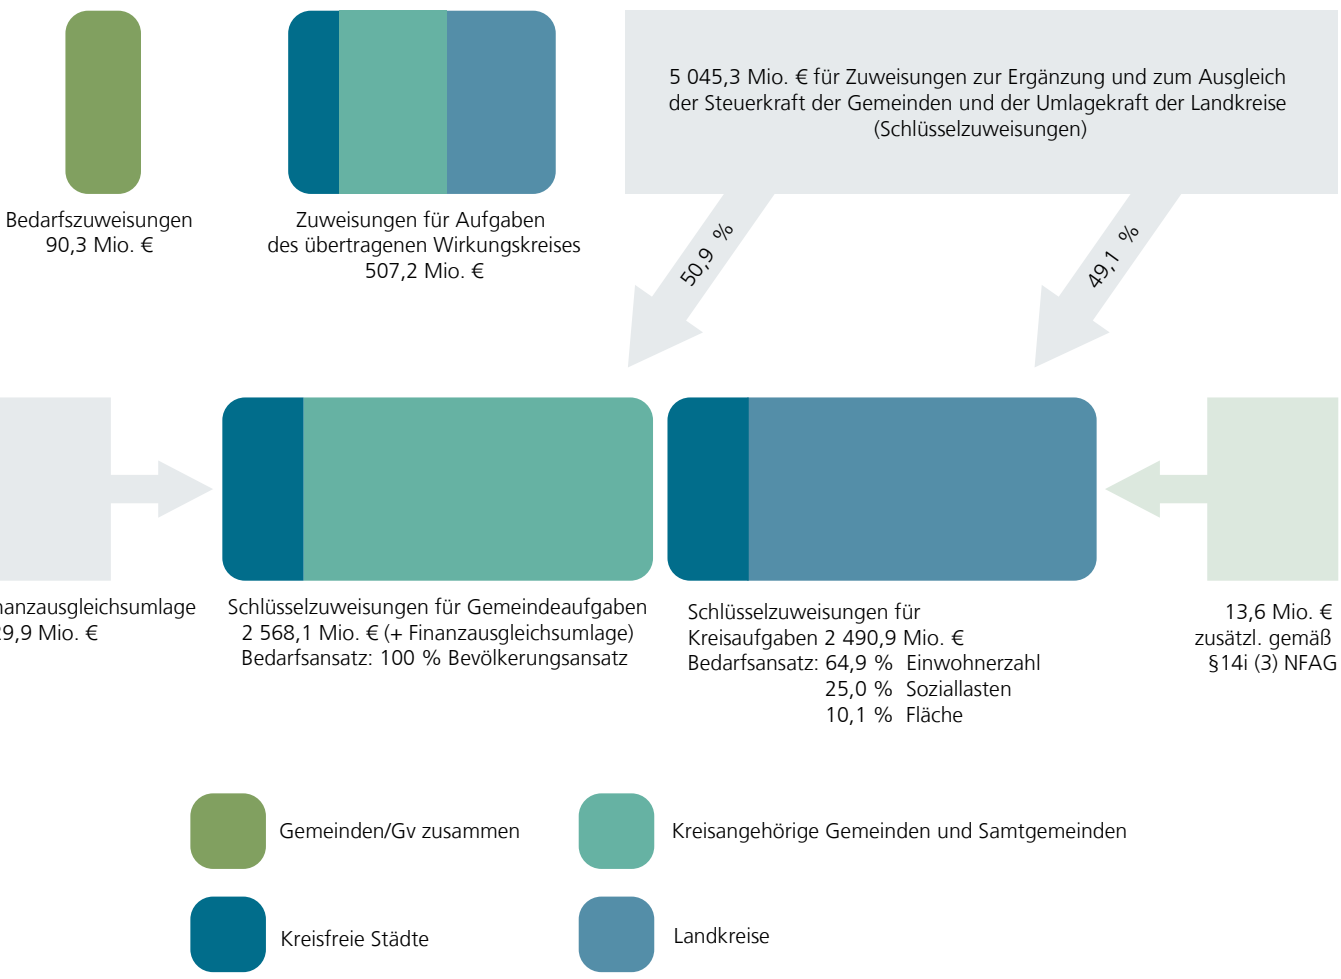 5 045,3 Mio. € für Zuweisungen zur Ergänzung und zum Ausgleich
der Steuerkraft der Gemeinden und der Umlagekraft der Landkreise
(Schlüsselzuweisungen)
Bedarfszuweisungen
90,3 Mio. €
Zuweisungen für Aufgaben
des übertragenen Wirkungskreises
507,2 Mio. €
50,9 %
49,1 %
nanzausgleichsumlage
29,9 Mio. €
Schlüsselzuweisungen für Gemeindeaufgaben
2 568,1 Mio. € (+ Finanzausgleichsumlage)
Bedarfsansatz: 100 % Bevölkerungsansatz
Schlüsselzuweisungen für
Kreisaufgaben 2 490,9 Mio. €
Bedarfsansatz: 64,9 % Einwohnerzahl
25,0 % Soziallasten
10,1 % Fläche
13,6 Mio. €
zusätzl. gemäß
§14i (3) NFAG
Gemeinden/Gv zusammen
Kreisangehörige Gemeinden und Samtgemeinden
Kreisfreie Städte
Landkreise